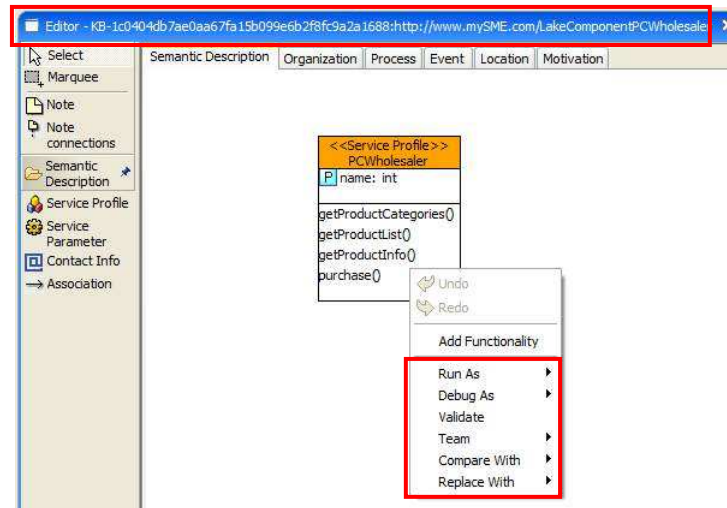 Editor - KB-1c0404db7ae0aa67fa15b099e6b2f8fc9a2a1688:http://www.mySME.com/LakeComponentPCWholesale
Select
Marquee
Note
Note
connections
Semantic
Description
Service Profile
Service
Parameter
Contact Info
Association
Semantic Description Organization Process Event Location Motivation
<<Service Profile>>
PCWholesaler
P name: int
getProductCategories()
getProductList()
getProductInfo()
purchase()
Undo
Redo
Add Functionality
Run As
Debug As
Validate
Team
Compare With
Replace With